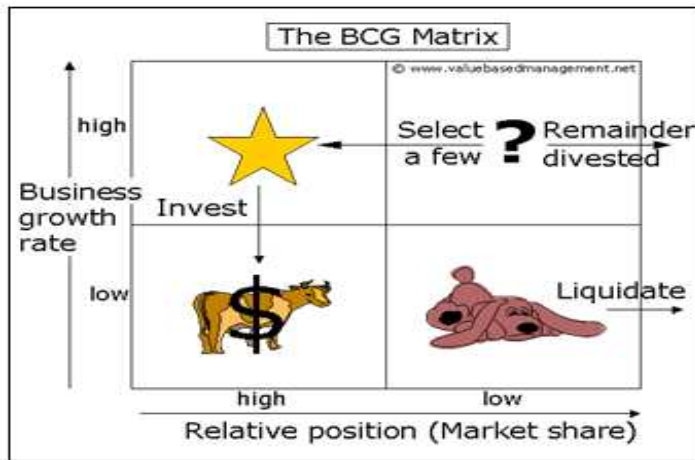 The BCG Matrix
© www.valuebasedmanagement.net
high
Select
a few
?
Remainder
divested
Business
growth
rate
Invest
low
$
Liquidate
high
low
Relative position (Market share)